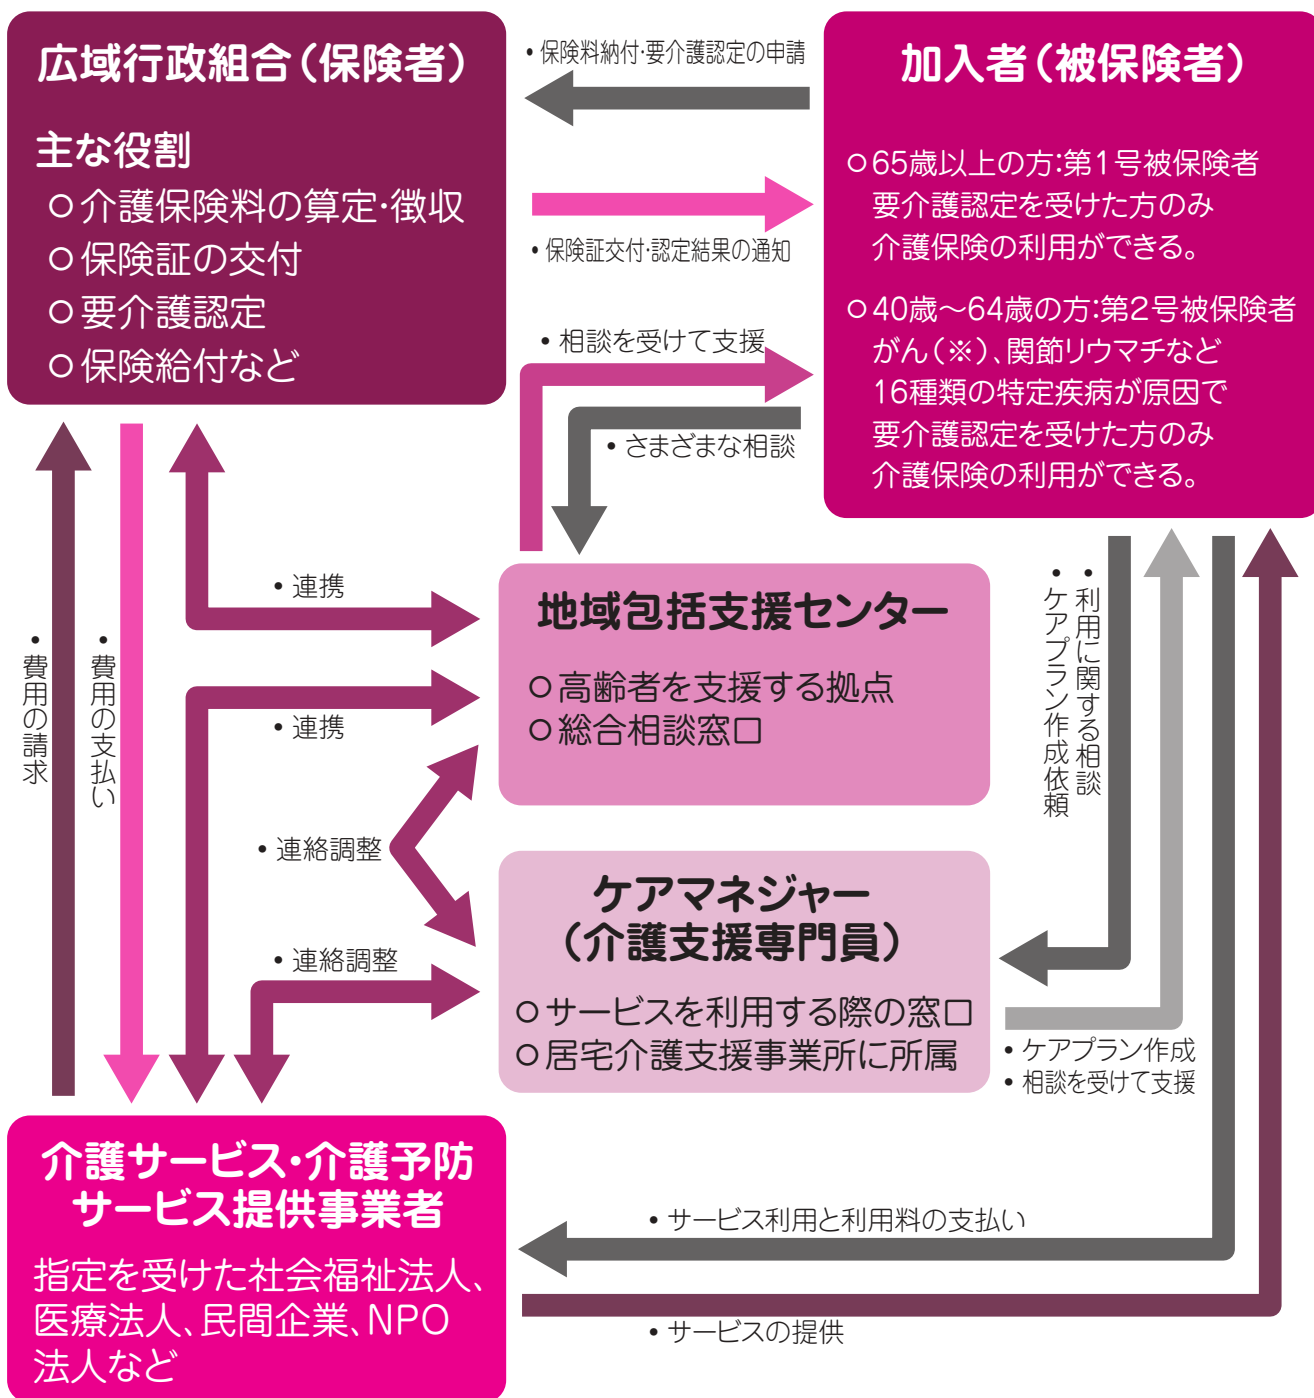 広域行政組合（保険者）
主な役割
○介護保険料の算定・徴収
○保険証の交付
○要介護認定
○保険給付など
・保険料納付・要介護認定の申請
・保険証交付・認定結果の通知
加入者（被保険者）
○65歳以上の方：第1号被保険者
要介護認定を受けた方のみ
介護保険の利用ができる。
○40歳～64歳の方：第2号被保険者
がん（※）、関節リウマチなど
16種類の特定疾病が原因で
要介護認定を受けた方のみ
介護保険の利用ができる。
・相談を受けて支援
・さまざまな相談
・連携
・連携
・費用の請求
・費用の支払い
地域包括支援センター
○高齢者を支援する拠点
○総合相談窓口
・利用に関する相談
・ケアプラン作成依頼
・連絡調整
・連絡調整
ケアマネジャー
（介護支援専門員）
○サービスを利用する際の窓口
○居宅介護支援事業所に所属
・ケアプラン作成
・相談を受けて支援
介護サービス・介護予防
サービス提供事業者
指定を受けた社会福祉法人、
医療法人、民間企業、NPO
法人など
・サービス利用と利用料の支払い
・サービスの提供